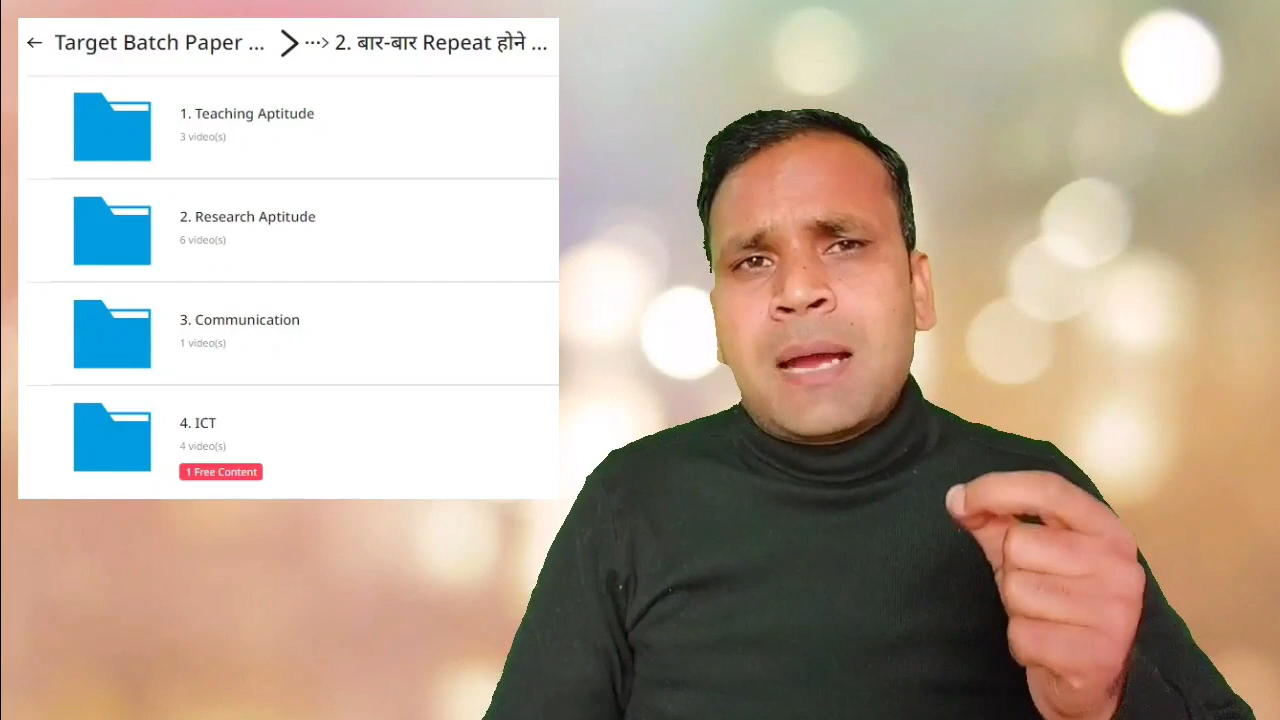 ← Target Batch Paper ... > ···> 2. बार-बार Repeat होने ...
1. Teaching Aptitude
3 video(s)
2. Research Aptitude
6 video(s)
3. Communication
1 video(s)
4. ICT
4 video(s)
1 Free Content